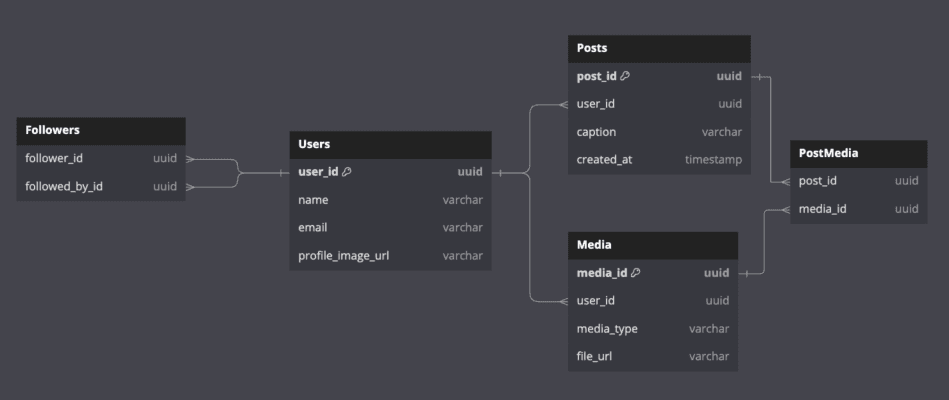 Followers
follower_id uuid
followed_by_id uuid
Users
user_id uuid
name varchar
email varchar
profile_image_url varchar
Posts
post_id uuid
user_id uuid
caption varchar
created_at timestamp
Media
media_id uuid
user_id uuid
media_type varchar
file_url varchar
PostMedia
post_id uuid
media_id uuid